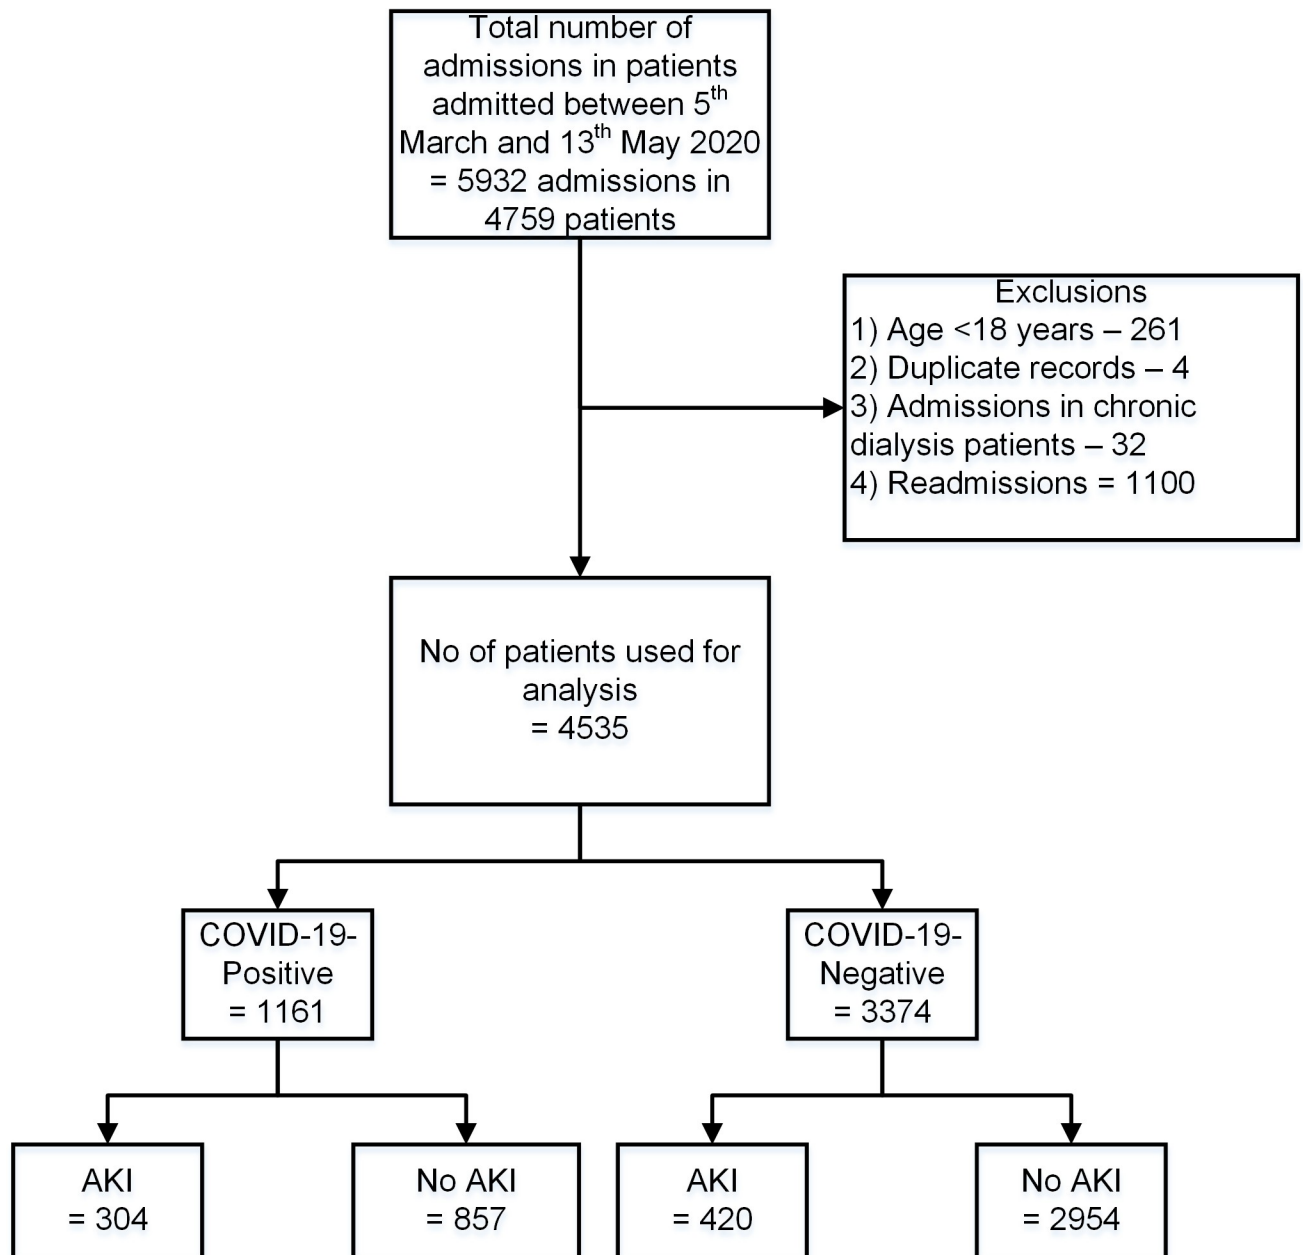 Total number of
admissions in patients
admitted between 5th
March and 13th May 2020
= 5932 admissions in
4759 patients
Exclusions
1) Age <18 years – 261
2) Duplicate records – 4
3) Admissions in chronic
dialysis patients – 32
4) Readmissions = 1100
No of patients used for
analysis
= 4535
COVID-19-
Positive
= 1161
COVID-19-
Negative
= 3374
AKI
= 304
No AKI
= 857
AKI
= 420
No AKI
= 2954